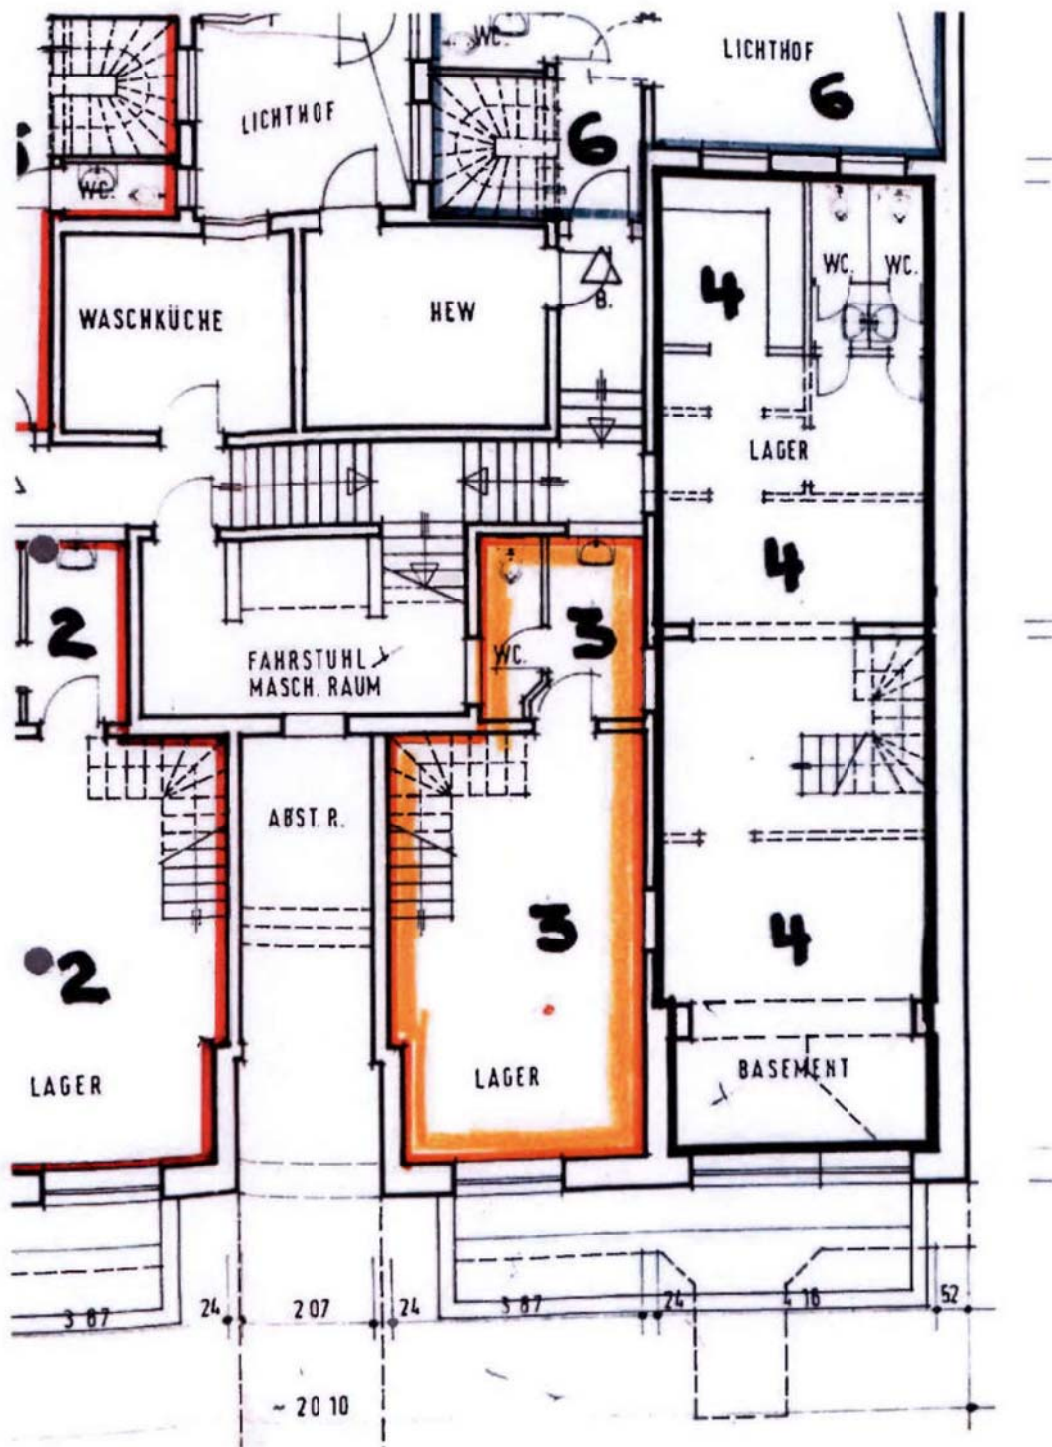 WC.
LICHTHOF
6
LICHTHOF
6
WC.
4
WC.
WC.
WASCHKÜCHE
HEW
B.
LAGER
4
2
3
WC.
FAHRSTUHL
MASCH. RAUM
ABST. R.
3
4
2
LAGER
LAGER
BASEMENT
3 87
24
2 07
24
3 87
24
4 16
52
~ 20 10